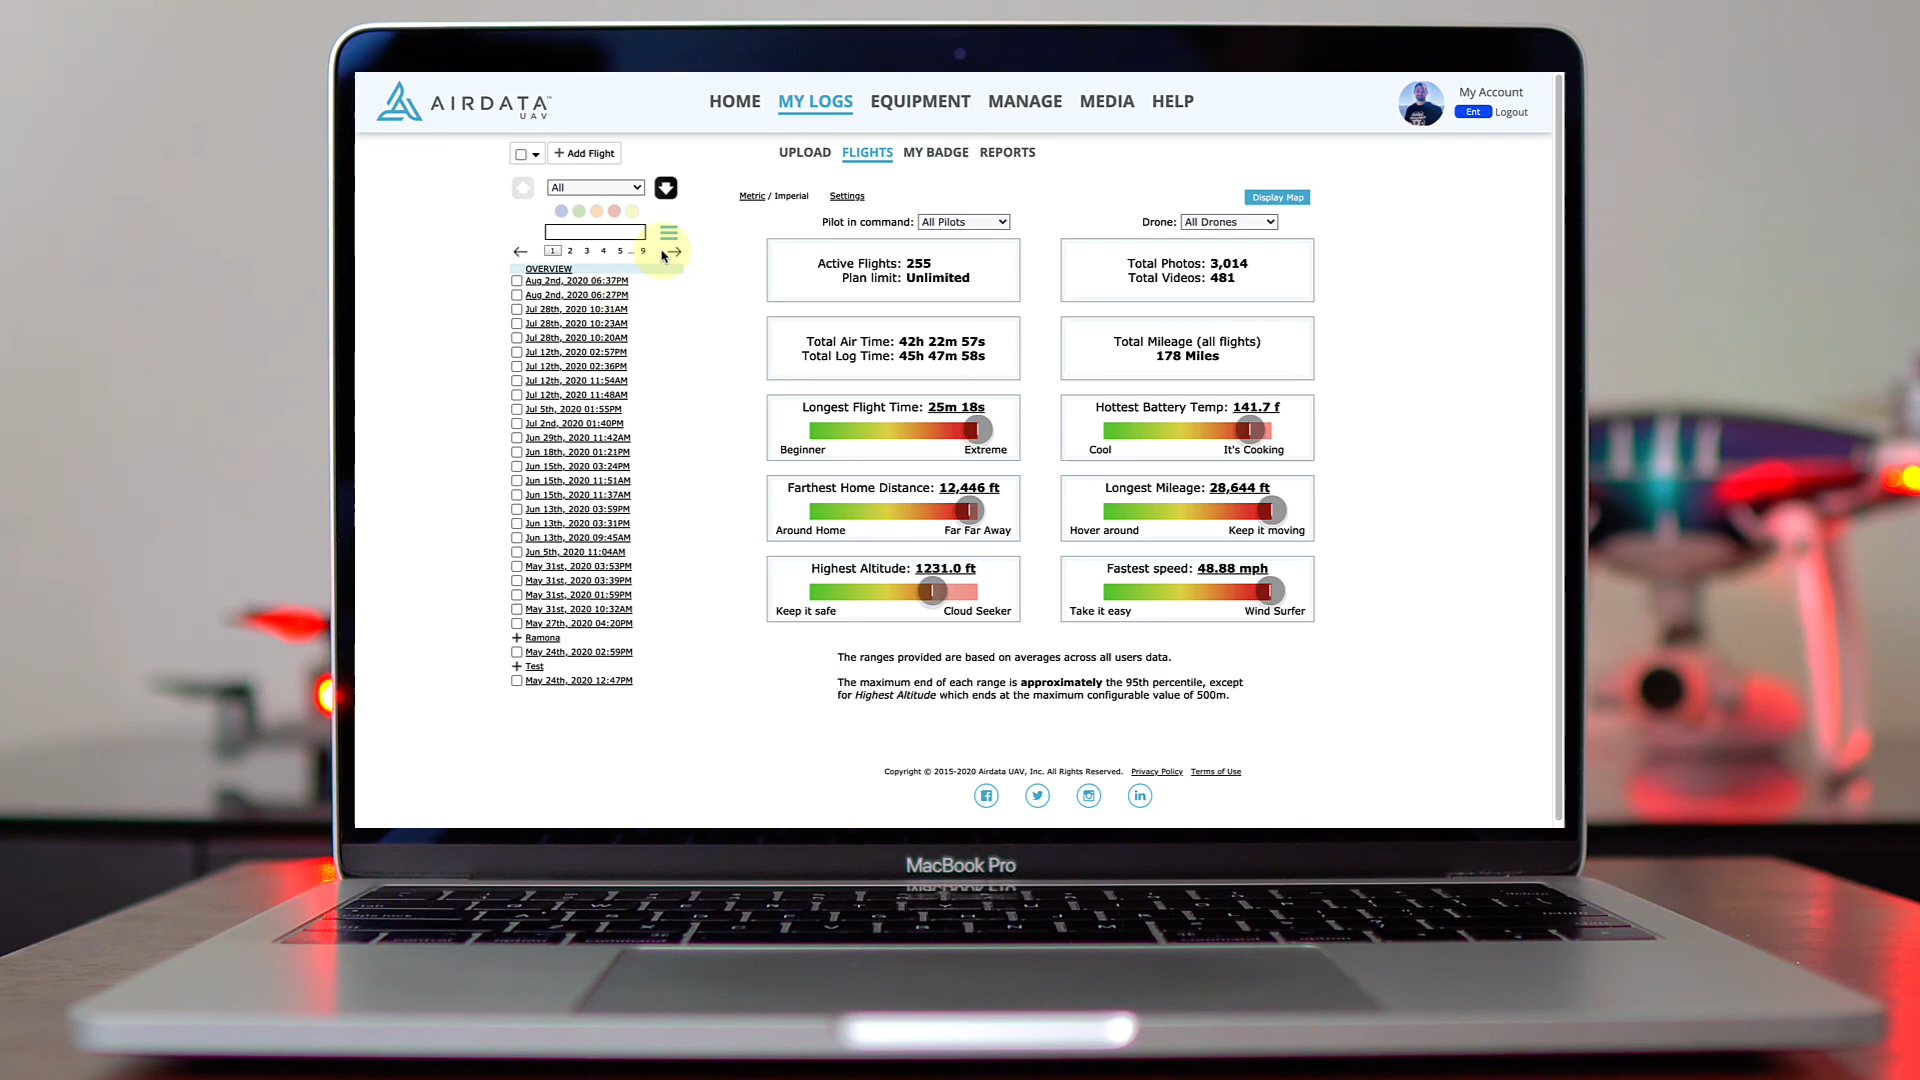 AIRDATA
UAV
HOME MY LOGS EQUIPMENT MANAGE MEDIA HELP
My Account
Ent Logout
+ Add Flight
UPLOAD FLIGHTS MY BADGE REPORTS
All
Metric / Imperial Settings
Display Map
Pilot in command: All Pilots
Drone: All Drones
1 2 3 4 5 ... 9
OVERVIEW
Aug 2nd, 2020 06:37PM
Aug 2nd, 2020 06:27PM
Jul 28th, 2020 10:31AM
Jul 28th, 2020 10:23AM
Jul 28th, 2020 10:20AM
Jul 12th, 2020 02:57PM
Jul 12th, 2020 02:36PM
Jul 12th, 2020 11:54AM
Jul 12th, 2020 11:48AM
Jul 5th, 2020 01:55PM
Jul 2nd, 2020 01:40PM
Jun 29th, 2020 11:42AM
Jun 18th, 2020 01:21PM
Jun 15th, 2020 03:24PM
Jun 15th, 2020 11:51AM
Jun 15th, 2020 11:37AM
Jun 13th, 2020 03:59PM
Jun 13th, 2020 03:31PM
Jun 13th, 2020 09:45AM
Jun 5th, 2020 11:04AM
May 31st, 2020 03:53PM
May 31st, 2020 03:39PM
May 31st, 2020 01:59PM
May 31st, 2020 10:32AM
May 27th, 2020 04:20PM
+ Ramona
May 24th, 2020 02:59PM
+ Test
May 24th, 2020 12:47PM
Active Flights: 255
Plan limit: Unlimited
Total Photos: 3,014
Total Videos: 481
Total Air Time: 42h 22m 57s
Total Log Time: 45h 47m 58s
Total Mileage (all flights)
178 Miles
Longest Flight Time: 25m 18s
Beginner Extreme
Hottest Battery Temp: 141.7 f
Cool It's Cooking
Farthest Home Distance: 12,446 ft
Around Home Far Far Away
Longest Mileage: 28,644 ft
Hover around Keep it moving
Highest Altitude: 1231.0 ft
Keep it safe Cloud Seeker
Fastest speed: 48.88 mph
Take it easy Wind Surfer
The ranges provided are based on averages across all users data.
The maximum end of each range is approximately the 95th percentile, except
for Highest Altitude which ends at the maximum configurable value of 500m.
Copyright © 2015-2020 Airdata UAV, Inc. All Rights Reserved. Privacy Policy Terms of Use
MacBook Pro